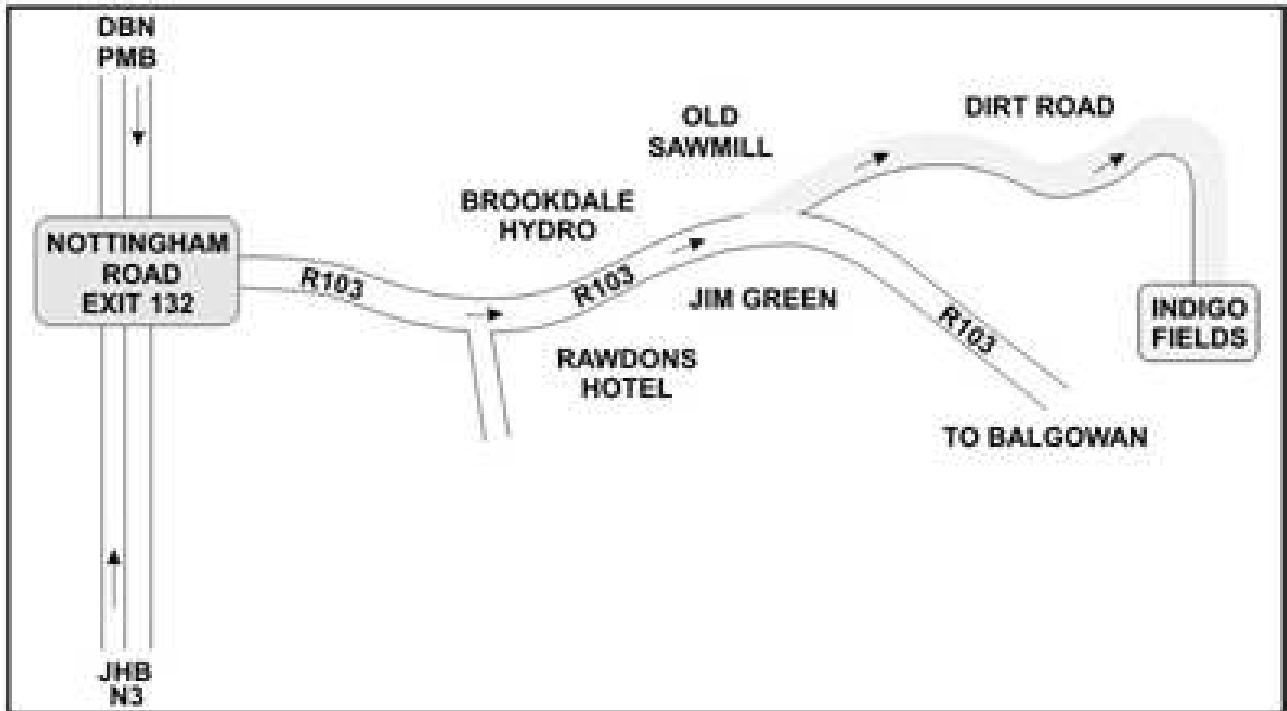 DBN
PMB
DIRT ROAD
OLD
SAWMILL
BROOKDALE
HYDRO
NOTTINGHAM
ROAD
EXIT 132
R103
R103
JIM GREEN
R103
INDIGO
FIELDS
RAWDONS
HOTEL
TO BALGOWAN
JHB
N3